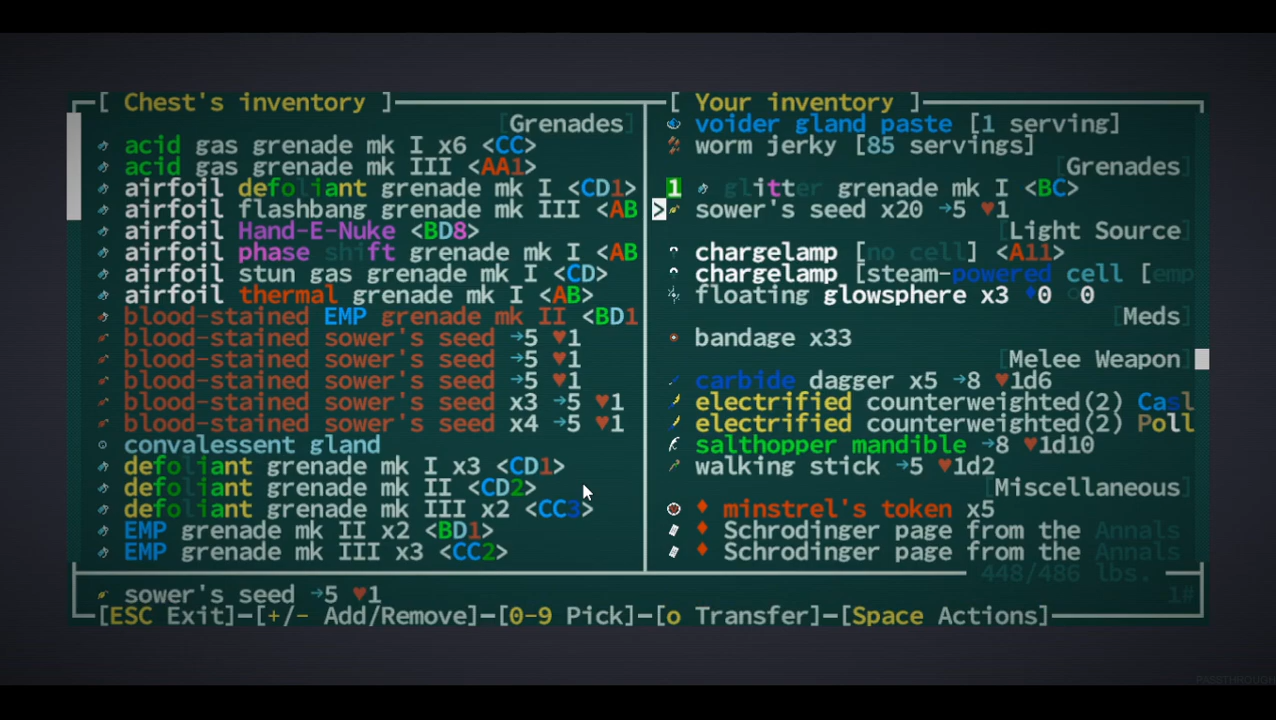 [ Chest's inventory ]
[Grenades]
acid gas grenade mk I x6 <CC>
acid gas grenade mk III <AA1>
airfoil defoliant grenade mk I <CD1>
airfoil flashbang grenade mk III <AB
airfoil Hand-E-Nuke <BD8>
airfoil phase shift grenade mk I <AB
airfoil stun gas grenade mk I <CD>
airfoil thermal grenade mk I <AB>
blood-stained EMP grenade mk II <BD1
blood-stained sower's seed →5 ♥1
blood-stained sower's seed →5 ♥1
blood-stained sower's seed →5 ♥1
blood-stained sower's seed x3 →5 ♥1
blood-stained sower's seed x4 →5 ♥1
convalessent gland
defoliant grenade mk I x3 <CD1>
defoliant grenade mk II <CD2>
defoliant grenade mk III x2 <CC3>
EMP grenade mk II x2 <BD1>
EMP grenade mk III x3 <CC2>
[ Your inventory ]
voider gland paste [1 serving]
worm jerky [85 servings]
[Grenades]
1 glitter grenade mk I <BC>
> sower's seed x20 →5 ♥1
[Light Source]
chargelamp [no cell] <A11>
chargelamp [steam-powered cell [emp
floating glowsphere x3 ♦0 ○0
[Meds]
bandage x33
[Melee Weapon]
carbide dagger x5 →8 ♥1d6
electrified counterweighted(2) Casl
electrified counterweighted(2) Poll
salthopper mandible →8 ♥1d10
walking stick →5 ♥1d2
[Miscellaneous]
♦ minstrel's token x5
♦ Schrodinger page from the Annals
♦ Schrodinger page from the Annals
448/486 lbs.
sower's seed →5 ♥1
1#
[ESC Exit]-[+/- Add/Remove]-[0-9 Pick]-[o Transfer]-[Space Actions]
PASSTHROUGH